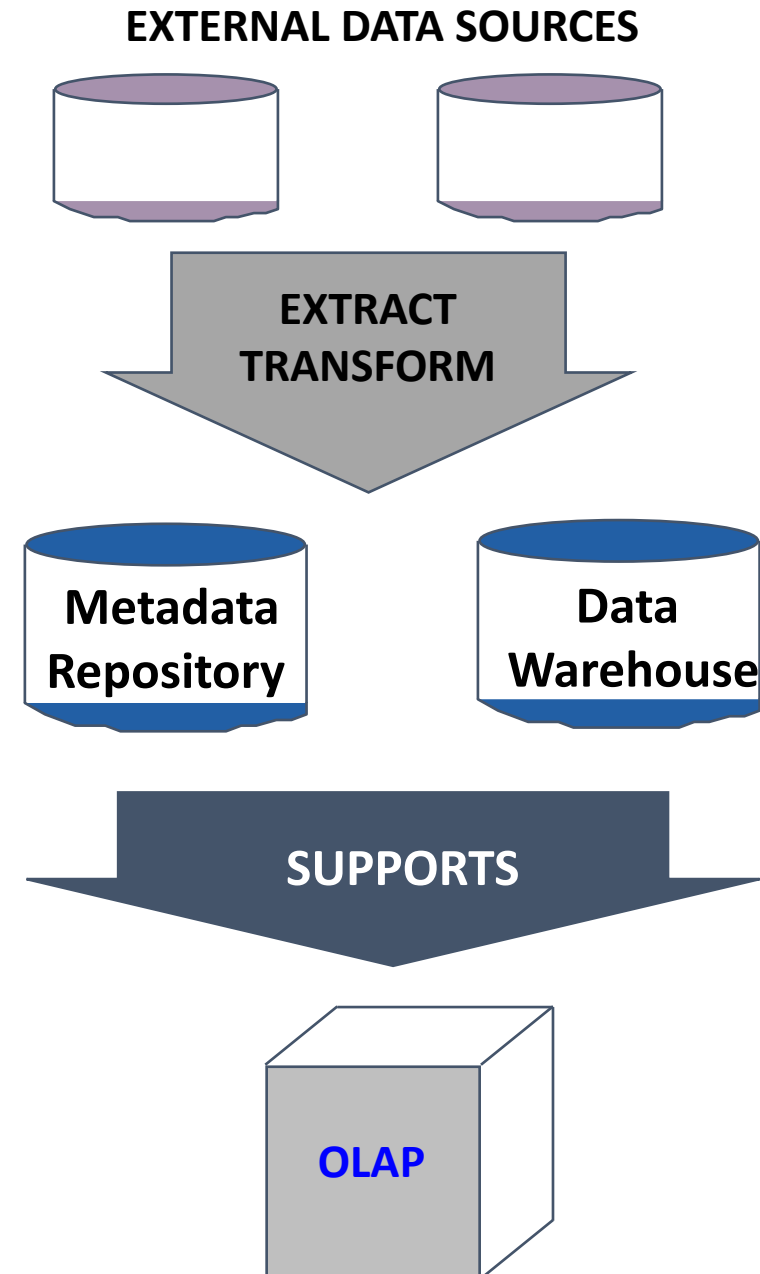 EXTERNAL DATA SOURCES
EXTRACT
TRANSFORM
Metadata
Repository
Data
Warehouse
SUPPORTS
OLAP